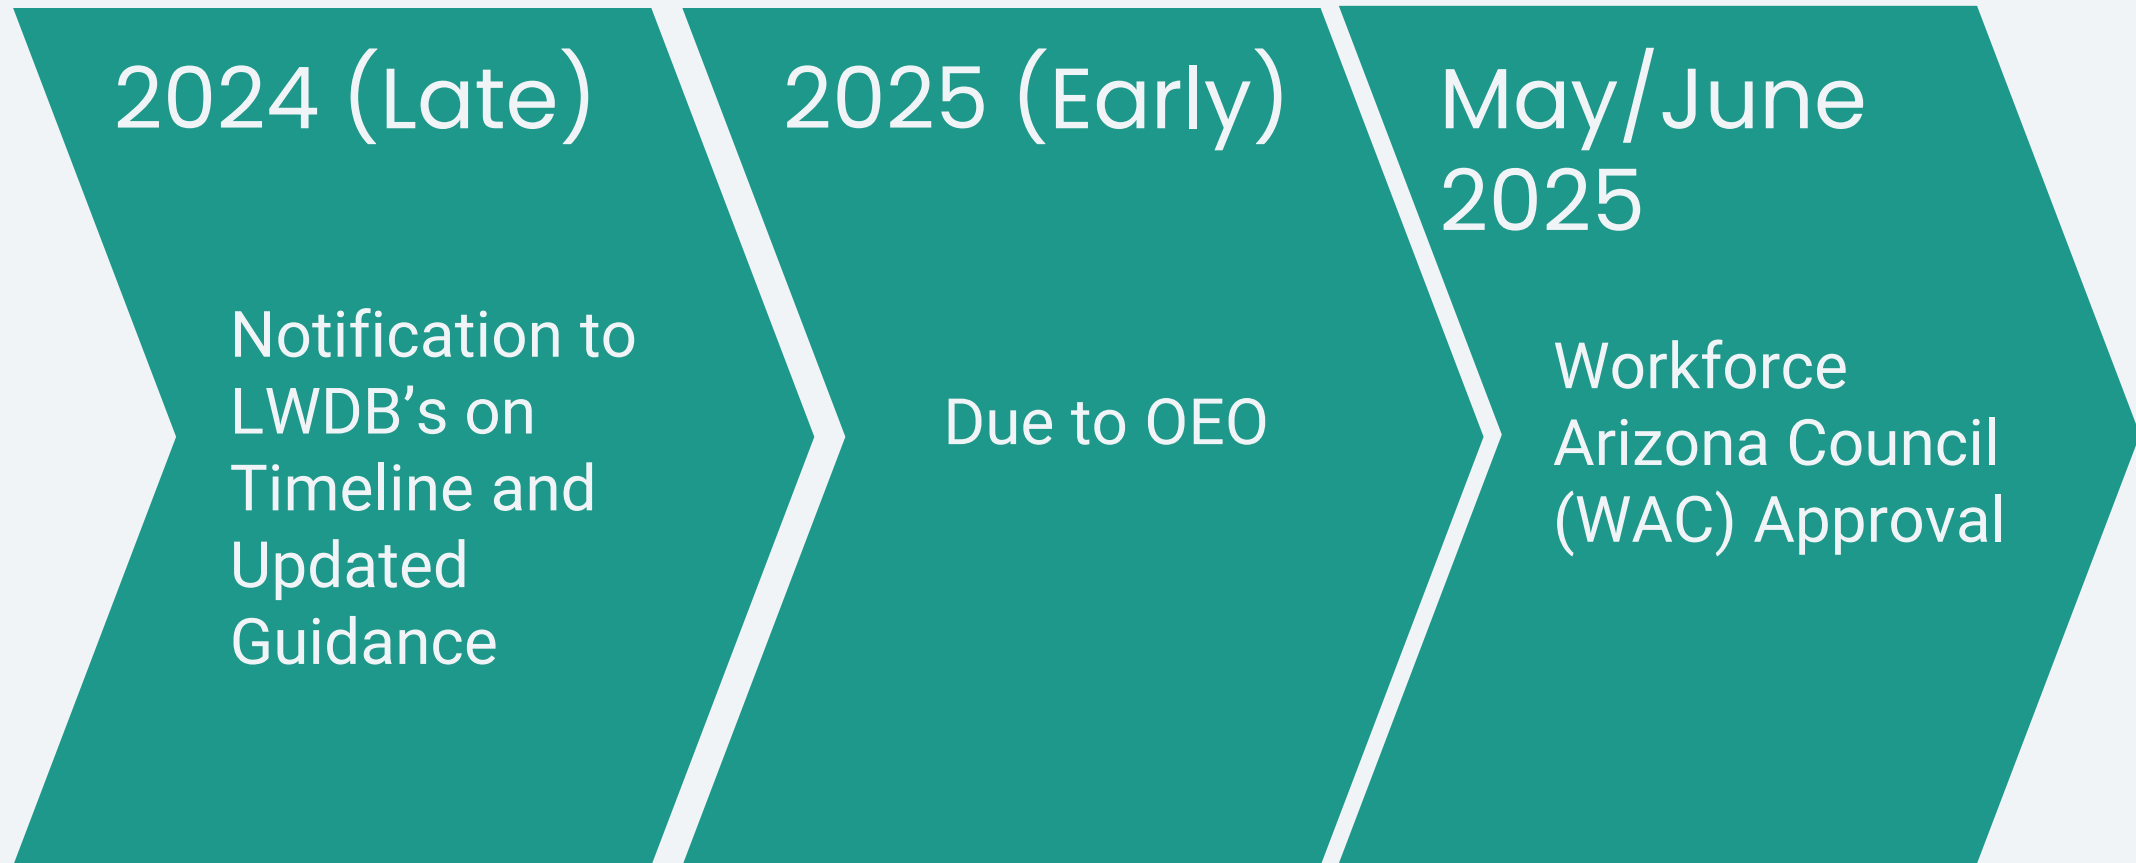 2024 (Late)
Notification to
LWDB’s on
Timeline and
Updated
Guidance
2025 (Early)
Due to OEO
May/June
2025
Workforce
Arizona Council
(WAC) Approval